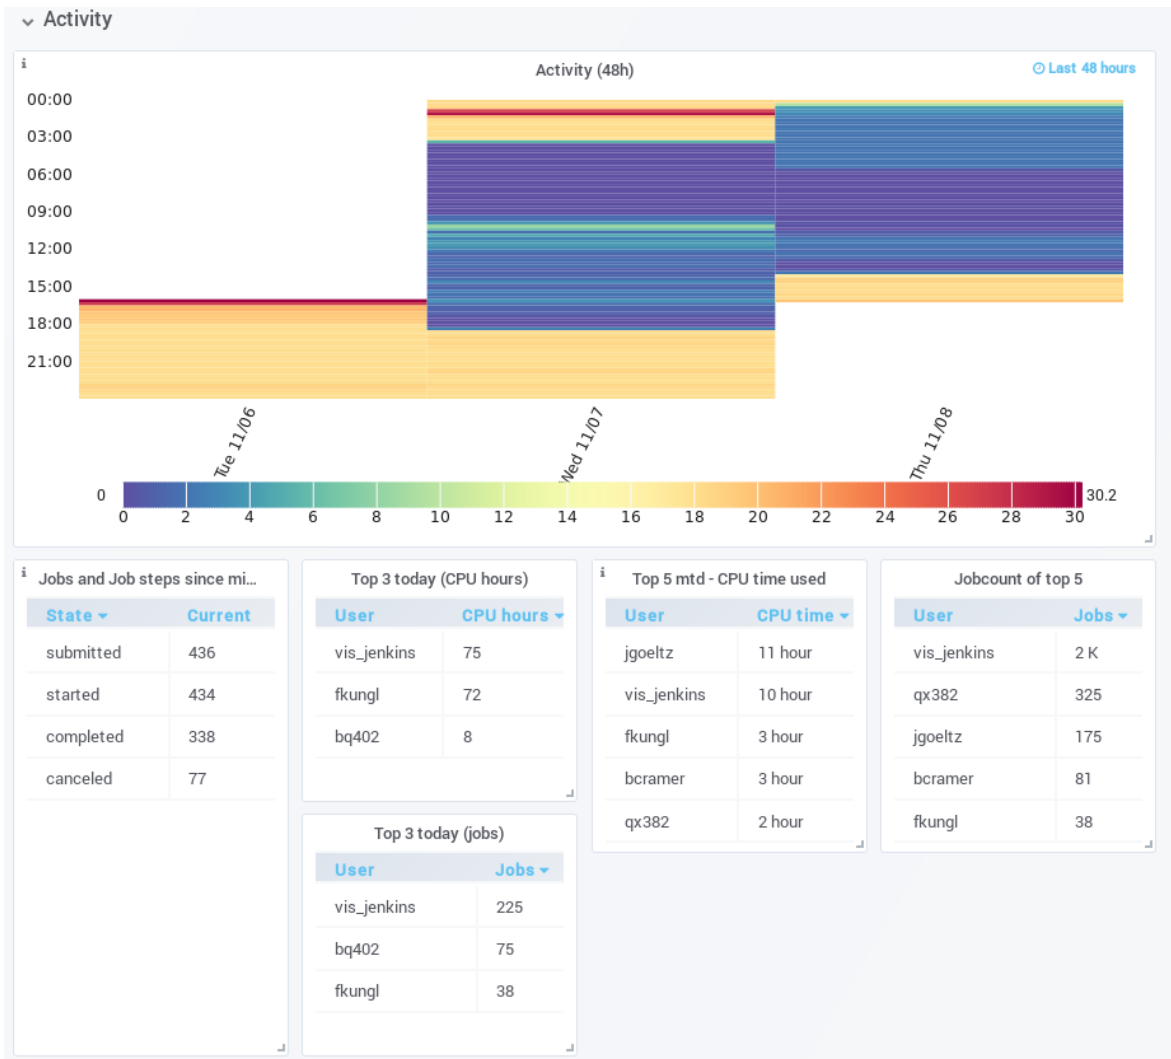 Activity
i
Activity (48h)
Last 48 hours
00:00
03:00
06:00
09:00
12:00
15:00
18:00
21:00
Tue 11/06
Wed 11/07
Thu 11/08
0
30.2
0 2 4 6 8 10 12 14 16 18 20 22 24 26 28 30
i
Jobs and Job steps since mi...
State Current
submitted 436
started 434
completed 338
canceled 77
Top 3 today (CPU hours)
User CPU hours
vis_jenkins 75
fkungl 72
bq402 8
Top 3 today (jobs)
User Jobs
vis_jenkins 225
bq402 75
fkungl 38
i
Top 5 mtd - CPU time used
User CPU time
jgoeltz 11 hour
vis_jenkins 10 hour
fkungl 3 hour
bcramer 3 hour
qx382 2 hour
Jobcount of top 5
User Jobs
vis_jenkins 2 K
qx382 325
jgoeltz 175
bcramer 81
fkungl 38